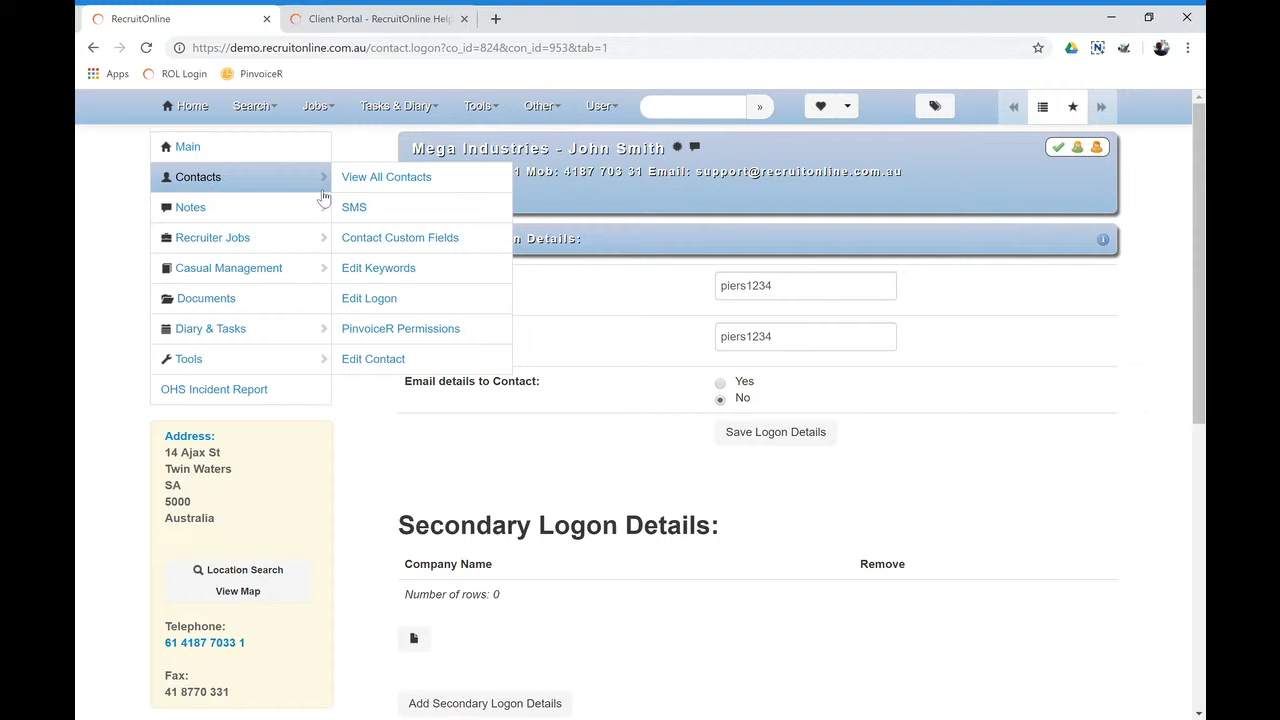 RecruitOnline
Client Portal - RecruitOnline Help
https://demo.recruitonline.com.au/contact.logon?co_id=824&con_id=953&tab=1
Apps
ROL Login
PinvoiceR
Home
Search
Jobs
Tasks & Diary
Tools
Other
User
»
Main
Contacts
Notes
Recruiter Jobs
Casual Management
Documents
Diary & Tasks
Tools
OHS Incident Report
View All Contacts
SMS
Contact Custom Fields
Edit Keywords
Edit Logon
PinvoiceR Permissions
Edit Contact
Mega Industries - John Smith
1 Mob: 4187 703 31 Email: support@recruitonline.com.au
n Details:
piers1234
piers1234
Email details to Contact:
Yes
No
Save Logon Details
Secondary Logon Details:
Company Name
Remove
Number of rows: 0
Add Secondary Logon Details
Address:
14 Ajax St
Twin Waters
SA
5000
Australia
Location Search
View Map
Telephone:
61 4187 7033 1
Fax:
41 8770 331